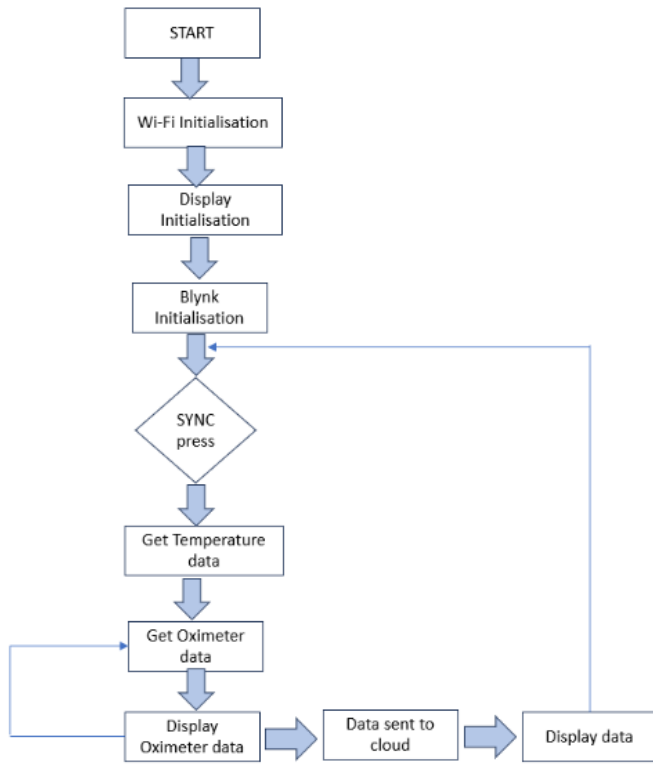 START
Wi-Fi Initialisation
Display
Initialisation
Blynk
Initialisation
SYNC
press
Get Temperature
data
Get Oximeter
data
Display
Oximeter data
Data sent to
cloud
Display data